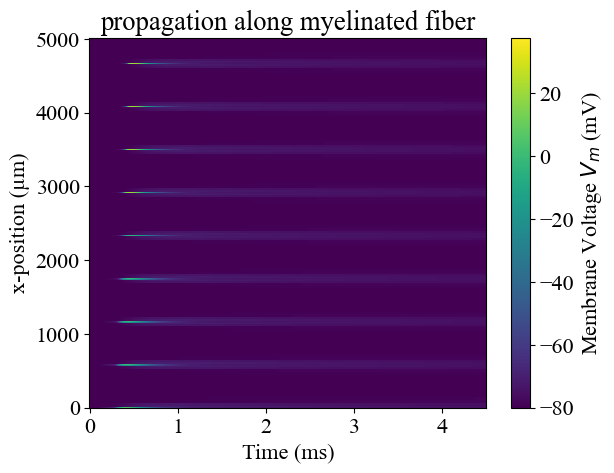 propagation along myelinated fiber
5000
4000
3000
2000
1000
0
x-position (μm)
0 1 2 3 4
Time (ms)
20
0
−20
−40
−60
−80
Membrane Voltage Vm (mV)